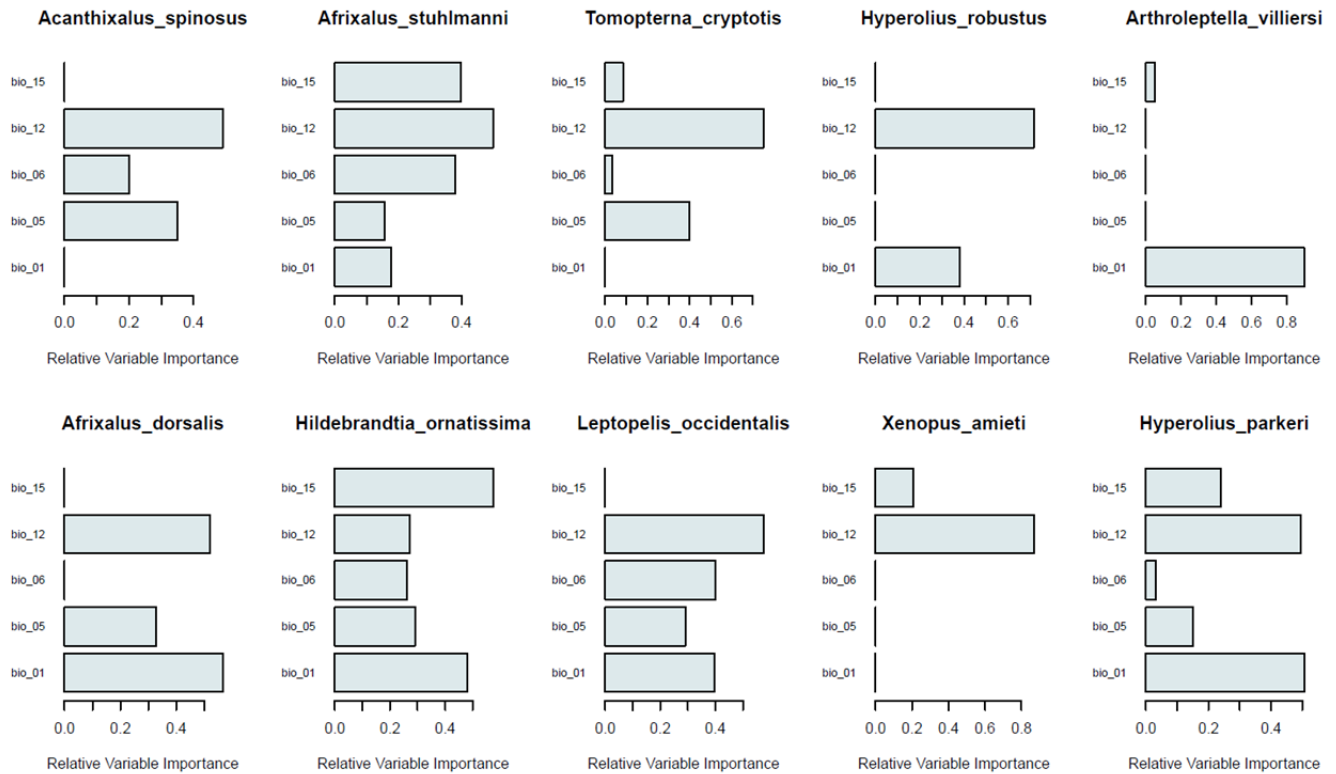 Acanthixalus_spinosus
bio_15
bio_12
bio_06
bio_05
bio_01
0.0 0.2 0.4
Relative Variable Importance
Afrixalus_stuhlmanni
bio_15
bio_12
bio_06
bio_05
bio_01
0.0 0.2 0.4
Relative Variable Importance
Tomopterna_cryptotis
bio_15
bio_12
bio_06
bio_05
bio_01
0.0 0.2 0.4 0.6
Relative Variable Importance
Hyperolius_robustus
bio_15
bio_12
bio_06
bio_05
bio_01
0.0 0.2 0.4 0.6
Relative Variable Importance
Arthroleptella_villiersi
bio_15
bio_12
bio_06
bio_05
bio_01
0.0 0.2 0.4 0.6 0.8
Relative Variable Importance
Afrixalus_dorsalis
bio_15
bio_12
bio_06
bio_05
bio_01
0.0 0.2 0.4
Relative Variable Importance
Hildebrandtia_ornatissima
bio_15
bio_12
bio_06
bio_05
bio_01
0.0 0.2 0.4
Relative Variable Importance
Leptopelis_occidentalis
bio_15
bio_12
bio_06
bio_05
bio_01
0.0 0.2 0.4
Relative Variable Importance
Xenopus_amieti
bio_15
bio_12
bio_06
bio_05
bio_01
0.0 0.2 0.4 0.6 0.8
Relative Variable Importance
Hyperolius_parkeri
bio_15
bio_12
bio_06
bio_05
bio_01
0.0 0.2 0.4
Relative Variable Importance